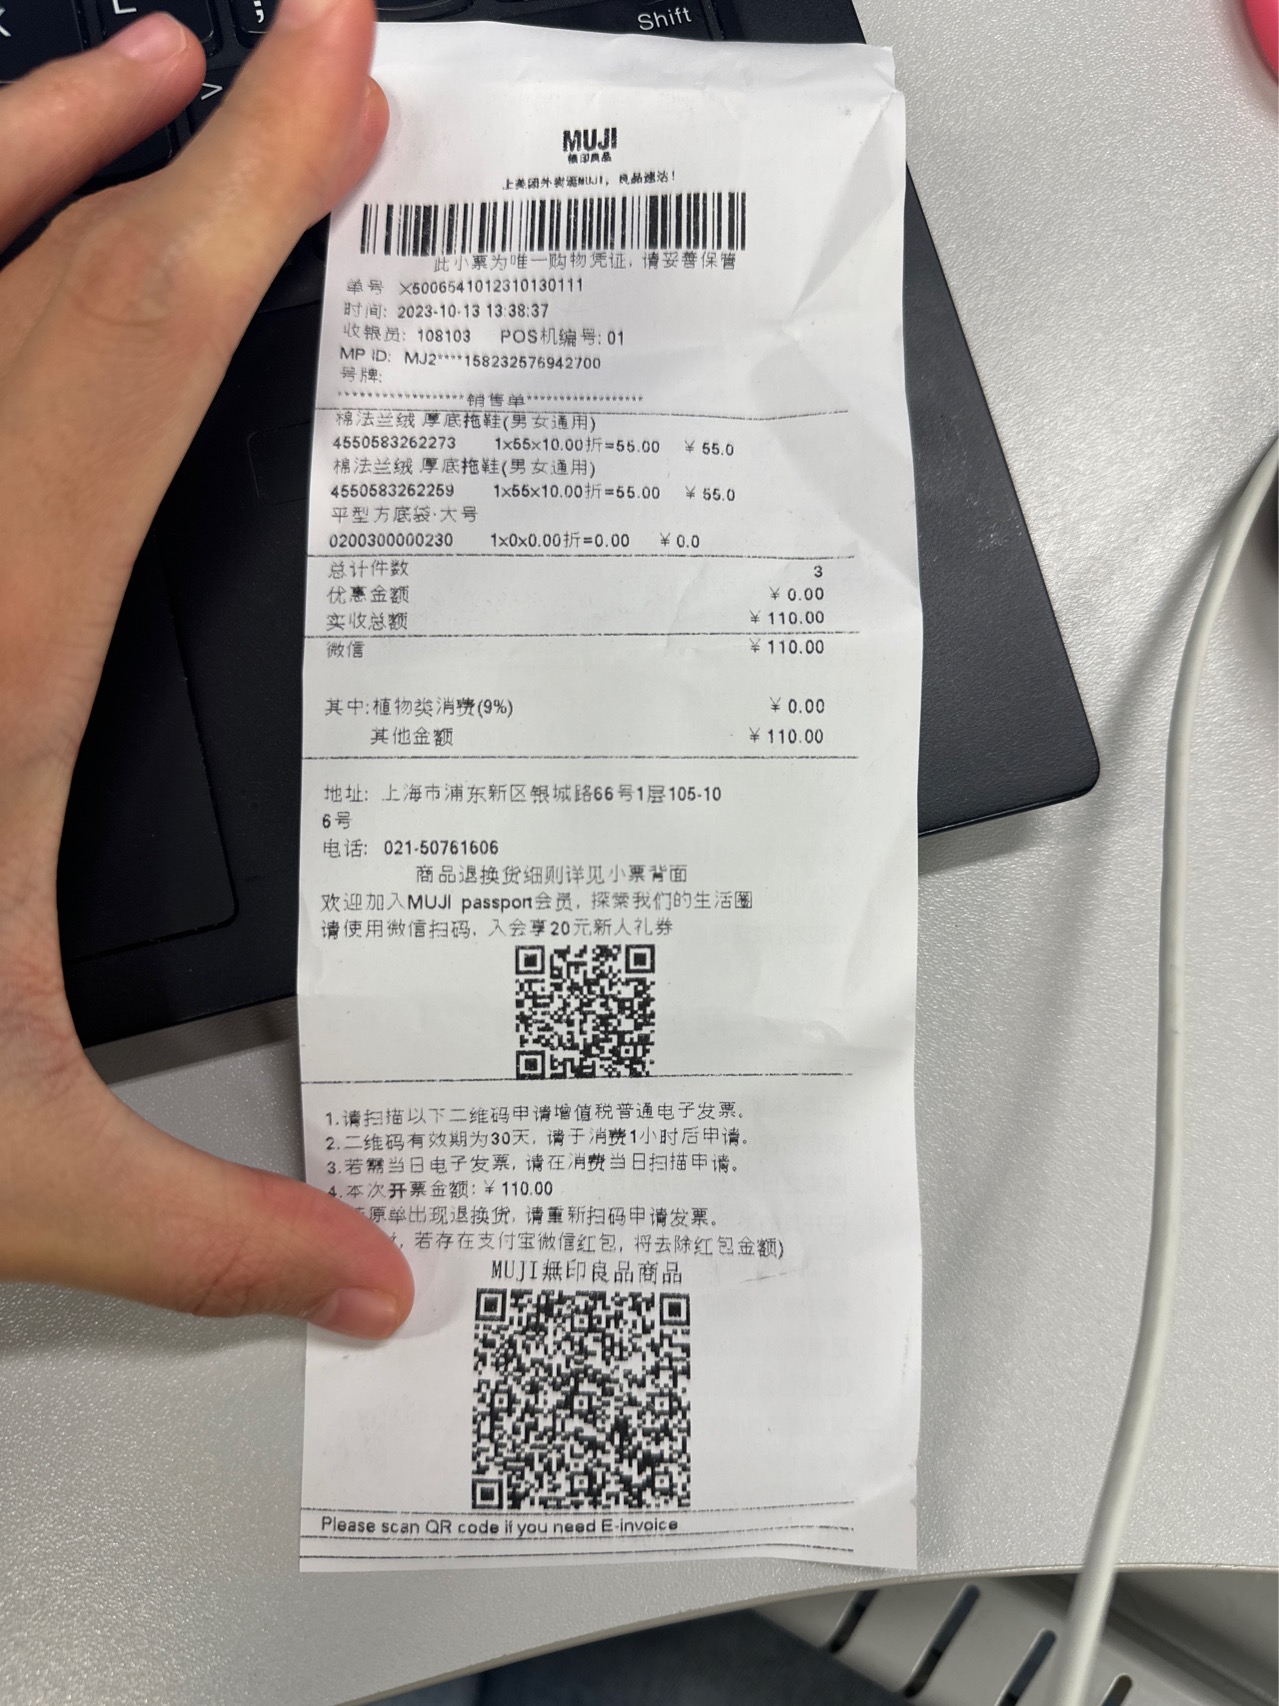 Shift
L
;
>
MUJI
無印良品
上美团外卖逛MUJI，良品速达！
此小票为唯一购物凭证，请妥善保管
单号 X5006541012310130111
时间: 2023-10-13 13:38:37
收银员: 108103 POS机编号: 01
MP ID: MJ2****158232576942700
号牌:
******************销售单******************
棉法兰绒 厚底拖鞋(男女通用)
4550583262273 1x55x10.00折=55.00 ￥55.0
棉法兰绒 厚底拖鞋(男女通用)
4550583262259 1x55x10.00折=55.00 ￥55.0
平型方底袋·大号
0200300000230 1x0x0.00折=0.00 ￥0.0
总计件数 3
优惠金额 ￥0.00
实收总额 ￥110.00
微信 ￥110.00
其中:植物类消费(9%) ￥0.00
其他金额 ￥110.00
地址: 上海市浦东新区银城路66号1层105-10
6号
电话: 021-50761606
商品退换货细则详见小票背面
欢迎加入MUJI passport会员，探索我们的生活圈
请使用微信扫码，入会享20元新人礼券
1.请扫描以下二维码申请增值税普通电子发票。
2.二维码有效期为30天，请于消费1小时后申请。
3.若需当日电子发票，请在消费当日扫描申请。
4.本次开票金额:￥110.00
原单出现退换货，请重新扫码申请发票。
，若存在支付宝微信红包，将去除红包金额)
MUJI無印良品商品
Please scan QR code if you need E-invoice